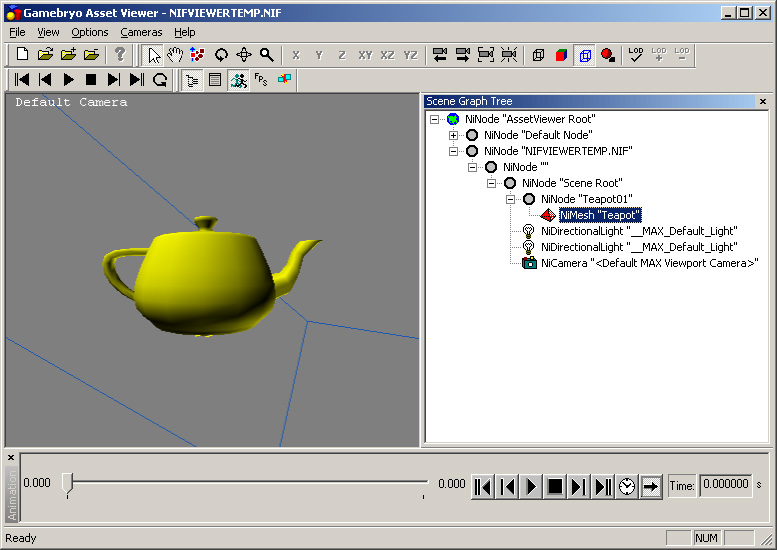 Gamebryo Asset Viewer - NIFVIEWERTEMP.NIF
File View Options Cameras Help
? X Y Z XY XZ YZ LOD LOD LOD
FPS
Default Camera
Scene Graph Tree
NiNode "AssetViewer Root"
NiNode "Default Node"
NiNode "NIFVIEWERTEMP.NIF"
NiNode ""
NiNode "Scene Root"
NiNode "Teapot01"
NiMesh "Teapot"
NiDirectionalLight "__MAX_Default_Light"
NiDirectionalLight "__MAX_Default_Light"
NiCamera "<Default MAX Viewport Camera>"
Animation
0.000
0.000
Time: 0.000000 s
Ready
NUM